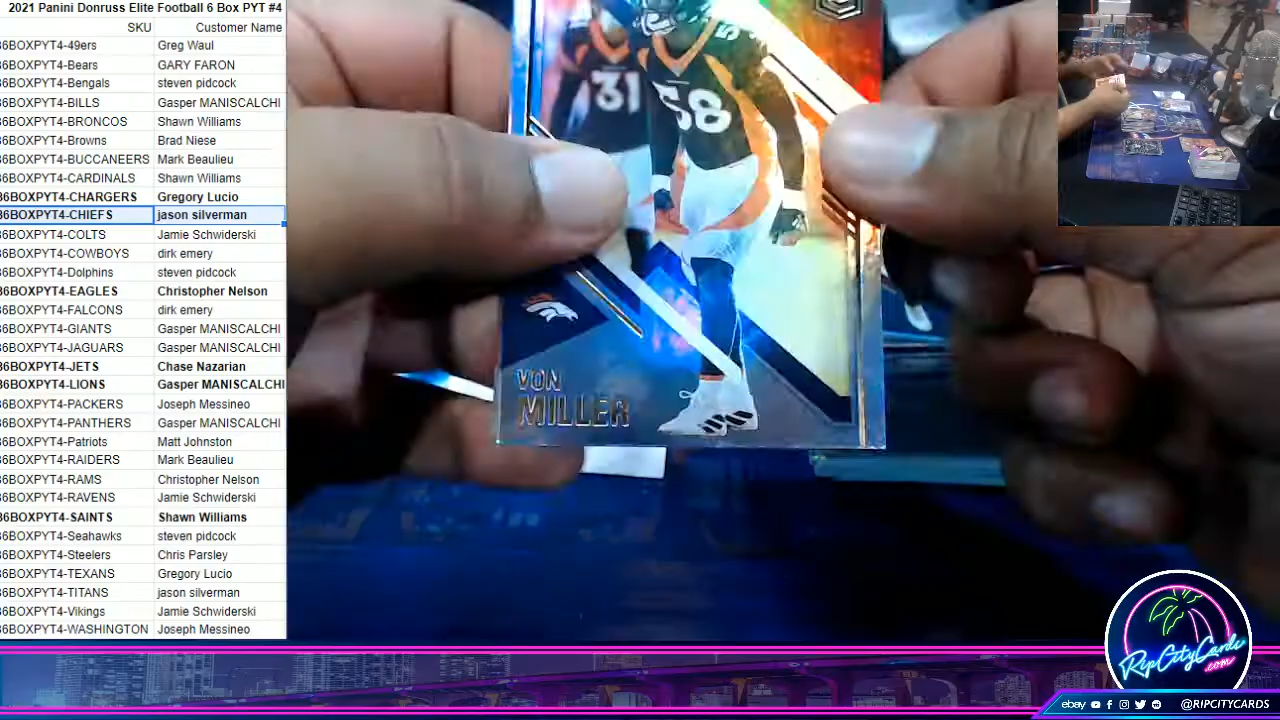 2021 Panini Donruss Elite Football 6 Box PYT #4
SKU Customer Name
36BOXPYT4-49ers Greg Waul
36BOXPYT4-Bears GARY FARON
36BOXPYT4-Bengals steven pidcock
36BOXPYT4-BILLS Gasper MANISCALCHI
36BOXPYT4-BRONCOS Shawn Williams
36BOXPYT4-Browns Brad Niese
36BOXPYT4-BUCCANEERS Mark Beaulieu
36BOXPYT4-CARDINALS Shawn Williams
36BOXPYT4-CHARGERS Gregory Lucio
36BOXPYT4-CHIEFS jason silverman
36BOXPYT4-COLTS Jamie Schwiderski
36BOXPYT4-COWBOYS dirk emery
36BOXPYT4-Dolphins steven pidcock
36BOXPYT4-EAGLES Christopher Nelson
36BOXPYT4-FALCONS dirk emery
36BOXPYT4-GIANTS Gasper MANISCALCHI
36BOXPYT4-JAGUARS Gasper MANISCALCHI
36BOXPYT4-JETS Chase Nazarian
36BOXPYT4-LIONS Gasper MANISCALCHI
36BOXPYT4-PACKERS Joseph Messineo
36BOXPYT4-PANTHERS Gasper MANISCALCHI
36BOXPYT4-Patriots Matt Johnston
36BOXPYT4-RAIDERS Mark Beaulieu
36BOXPYT4-RAMS Christopher Nelson
36BOXPYT4-RAVENS Jamie Schwiderski
36BOXPYT4-SAINTS Shawn Williams
36BOXPYT4-Seahawks steven pidcock
36BOXPYT4-Steelers Chris Parsley
36BOXPYT4-TEXANS Gregory Lucio
36BOXPYT4-TITANS jason silverman
36BOXPYT4-Vikings Jamie Schwiderski
36BOXPYT4-WASHINGTON Joseph Messineo
31
58
VON
MILLER
RipCityCards
.com
ebay @RIPCITYCARDS